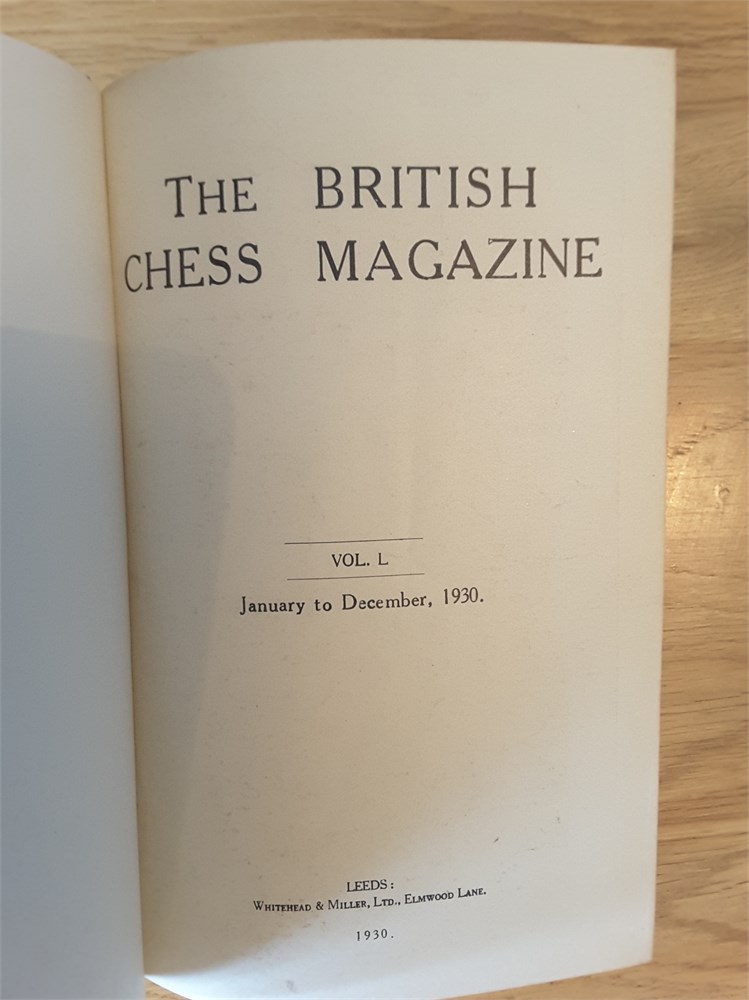 THE BRITISH
CHESS MAGAZINE
VOL. L
January to December, 1930.
LEEDS:
WHITEHEAD & MILLER, LTD., ELMWOOD LANE.
1930.